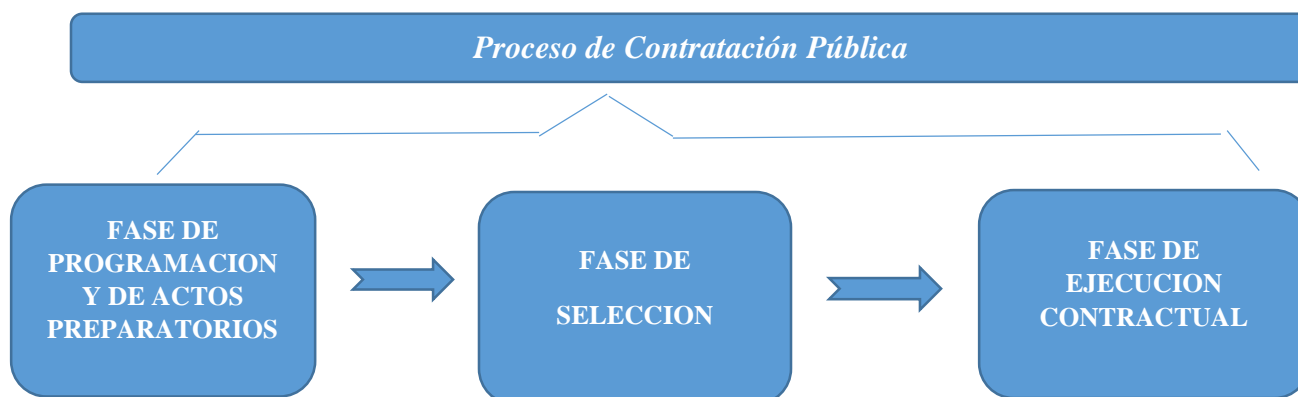 Proceso de Contratación Pública
FASE DE
PROGRAMACION
Y DE ACTOS
PREPARATORIOS
FASE DE
SELECCION
FASE DE
EJECUCION
CONTRACTUAL